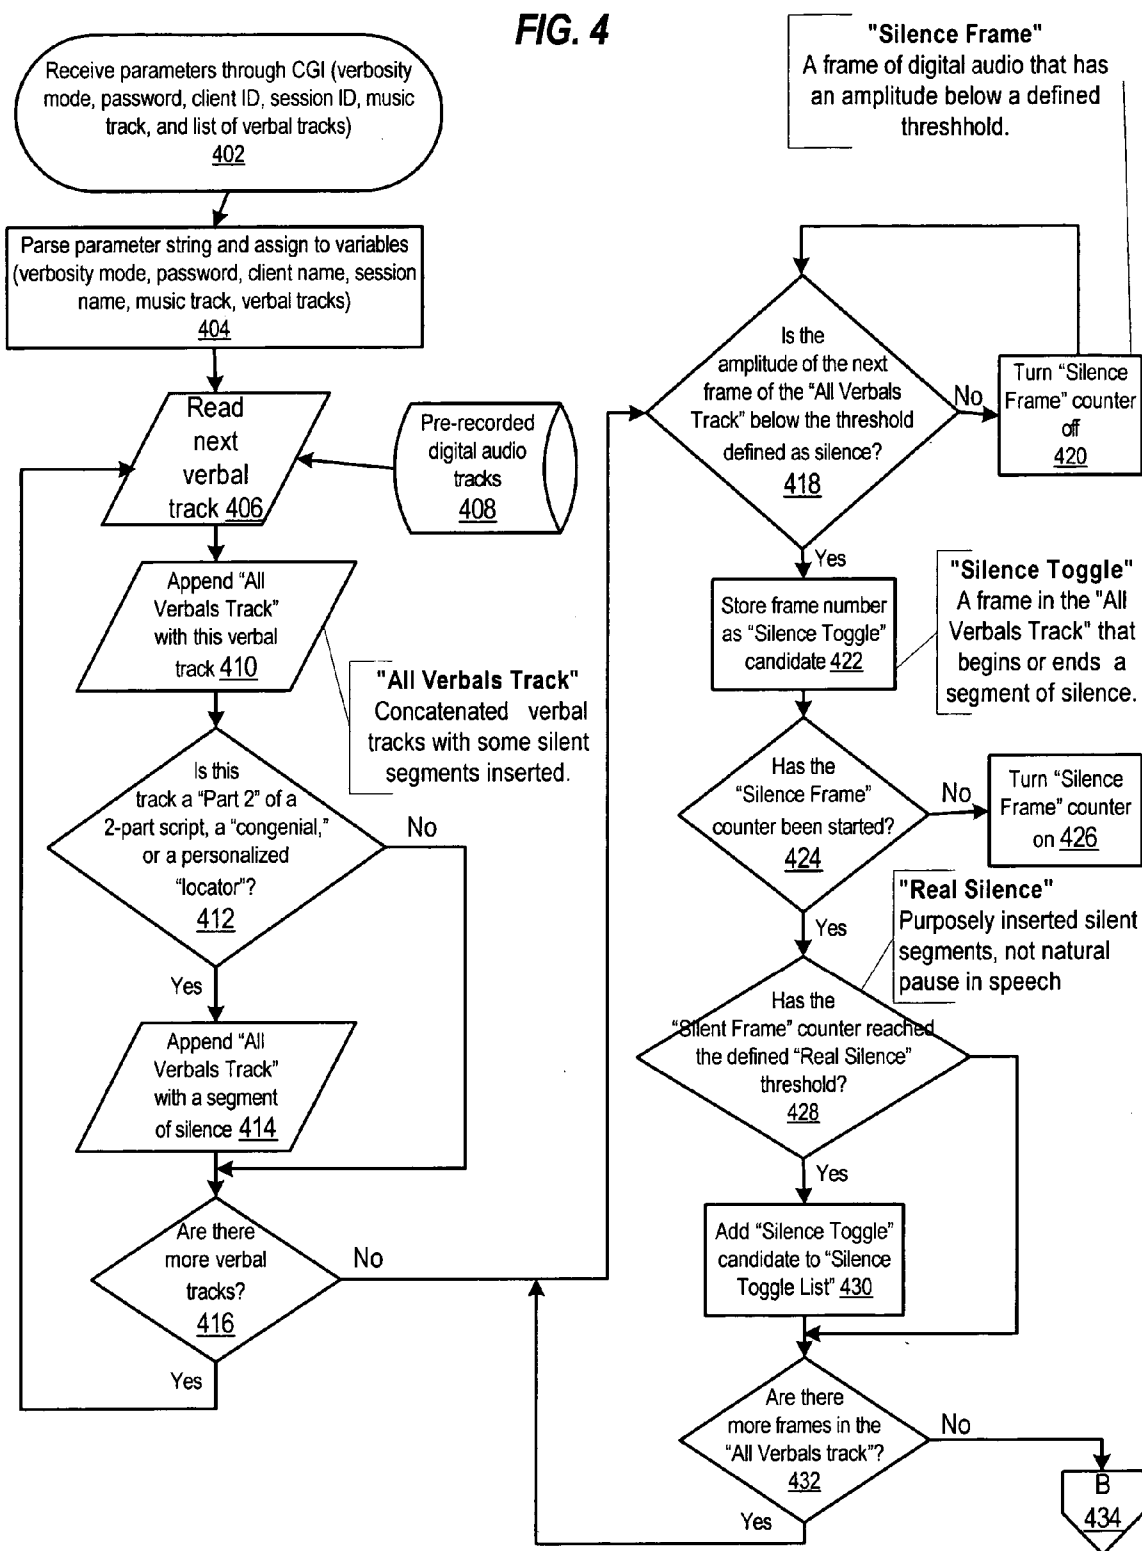 FIG. 4
Receive parameters through CGI (verbosity
mode, password, client ID, session ID, music
track, and list of verbal tracks)
402
Parse parameter string and assign to variables
(verbosity mode, password, client name, session
name, music track, verbal tracks)
404
Read
next
verbal
track 406
Pre-recorded
digital audio
tracks
408
Append “All
Verbals Track”
with this verbal
track 410
"All Verbals Track"
Concatenated verbal
tracks with some silent
segments inserted.
Is this
track a “Part 2” of a
2-part script, a “congenial,”
or a personalized
“locator”?
412
No
Yes
Append “All
Verbals Track”
with a segment
of silence 414
Are there
more verbal
tracks?
416
No
Yes
"Silence Frame"
A frame of digital audio that has
an amplitude below a defined
threshhold.
Is the
amplitude of the next
frame of the “All Verbals
Track” below the threshold
defined as silence?
418
No
Turn “Silence
Frame” counter
off
420
Yes
Store frame number
as “Silence Toggle”
candidate 422
"Silence Toggle"
A frame in the "All
Verbals Track" that
begins or ends a
segment of silence.
Has the
“Silence Frame”
counter been started?
424
No
Turn “Silence
Frame” counter
on 426
Yes
"Real Silence"
Purposely inserted silent
segments, not natural
pause in speech
Has the
“Silent Frame” counter reached
the defined “Real Silence”
threshold?
428
Yes
Add “Silence Toggle”
candidate to “Silence
Toggle List” 430
Are there
more frames in the
“All Verbals track”?
432
No
Yes
B
434